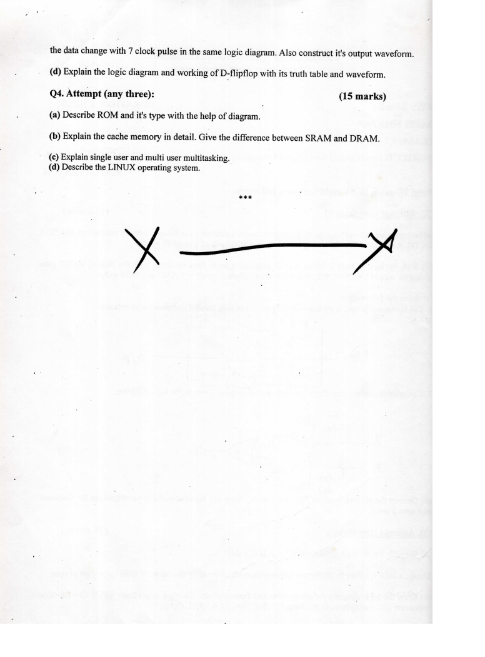 the data change with 7 clock pulse in the same logic diagram. Also construct it's output waveform.
(d) Explain the logic diagram and working of D-flipflop with its truth table and waveform.
Q4. Attempt (any three): (15 marks)
(a) Describe ROM and it's type with the help of diagram.
(b) Explain the cache memory in detail. Give the difference between SRAM and DRAM.
(c) Explain single user and multi user multitasking.
(d) Describe the LINUX operating system.
***
X — X